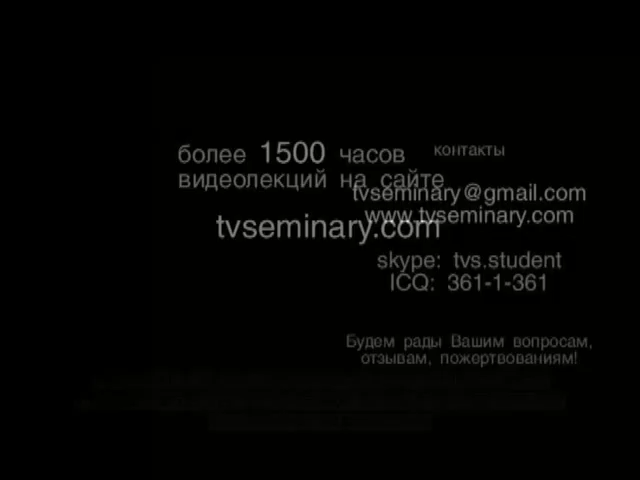 более 1500 часов
видеолекций на сайте
tvseminary.com
контакты
tvseminary@gmail.com
www.tvseminary.com
skype: tvs.student
ICQ: 361-1-361
Будем рады Вашим вопросам,
отзывам, пожертвованиям!